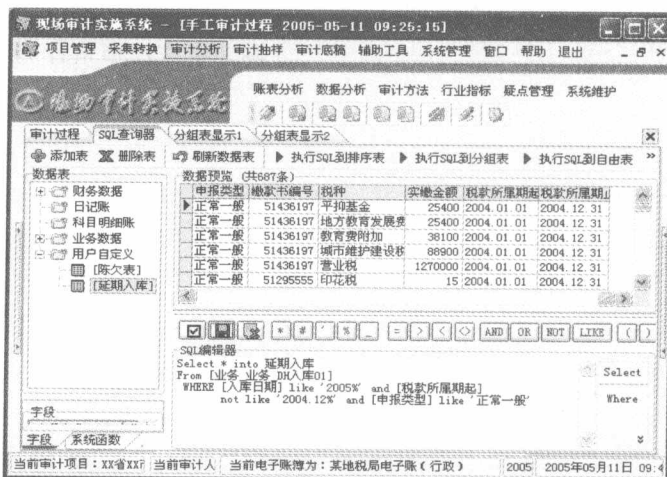 现场审计实施系统 - [手工审计过程 2005-05-11 09:25:15]
项目管理 采集转换 审计分析 审计抽样 审计底稿 辅助工具 系统管理 窗口 帮助 退出
现场审计实施系统
账表分析 数据分析 审计方法 行业指标 疑点管理 系统维护
审计过程 SQL查询器 分组表显示1 分组表显示2
添加表 删除表 刷新数据表 执行SQL到排序表 执行SQL到分组表 执行SQL到自由表 »
数据表
财务数据
日记账
科目明细账
业务数据
用户自定义
[陈欠表]
[延期入库]
数据预览 (共687条)
申报类型 缴款书编号 税种 实缴金额 税款所属期起 税款所属期止
正常一般 51436197 平抑基金 25400 2004.01.01 2004.12.31
正常一般 51436197 地方教育发展费 25400 2004.01.01 2004.12.31
正常一般 51436197 教育费附加 38100 2004.01.01 2004.12.31
正常一般 51436197 城市维护建设税 88900 2004.01.01 2004.12.31
正常一般 51436197 营业税 1270000 2004.01.01 2004.12.31
正常一般 51295555 印花税 15 2004.01.01 2004.12.31
* # ' % _ = > < <> AND OR NOT LIKE ( )
SQL编辑器
Select * into 延期入库
From [业务_业务_DH入库01]
WHERE [入库日期] like '2005%' and [税款所属期起]
not like '2004.12%' and [申报类型] like '正常一般'
Select
Where
字段
字段 系统函数
当前审计项目：XX省XX? 当前审计人 当前电子账簿为：某地税局电子账(行政) 2005 2005年05月11日 09:4